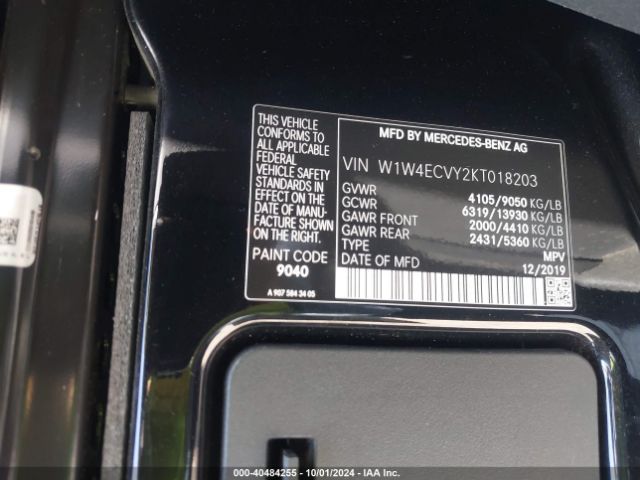 THIS VEHICLE
CONFORMS TO
ALL APPLICABLE
FEDERAL
VEHICLE SAFETY
STANDARDS
IN EFFECT ON THE
DATE OF MANU-
FACTURE SHOWN
ON THE RIGHT.
PAINT CODE
9040
A 907 584 34 05
MFD BY MERCEDES-BENZ AG
VIN W1W4ECVY2KT018203
GVWR 4105/9050 KG/LB
GCWR 6319/13930 KG/LB
GAWR FRONT 2000/4410 KG/LB
GAWR REAR 2431/5360 KG/LB
TYPE MPV
DATE OF MFD 12/2019
000-40484255 | 10/01/2024 | IAA Inc.